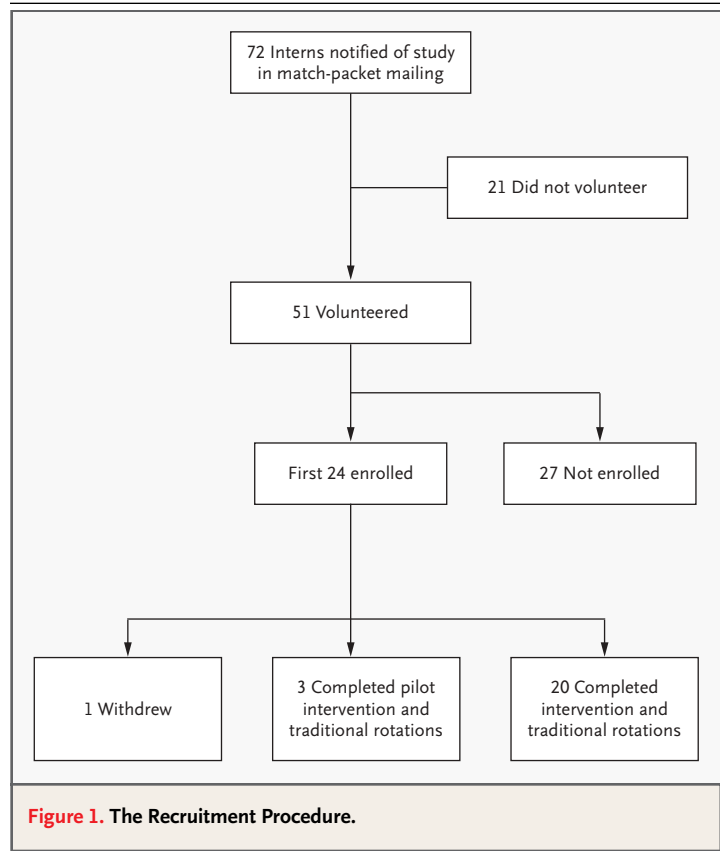 72 Interns notified of study
in match-packet mailing
21 Did not volunteer
51 Volunteered
First 24 enrolled
27 Not enrolled
1 Withdrew
3 Completed pilot
intervention and
traditional rotations
20 Completed
intervention and
traditional rotations
Figure 1. The Recruitment Procedure.